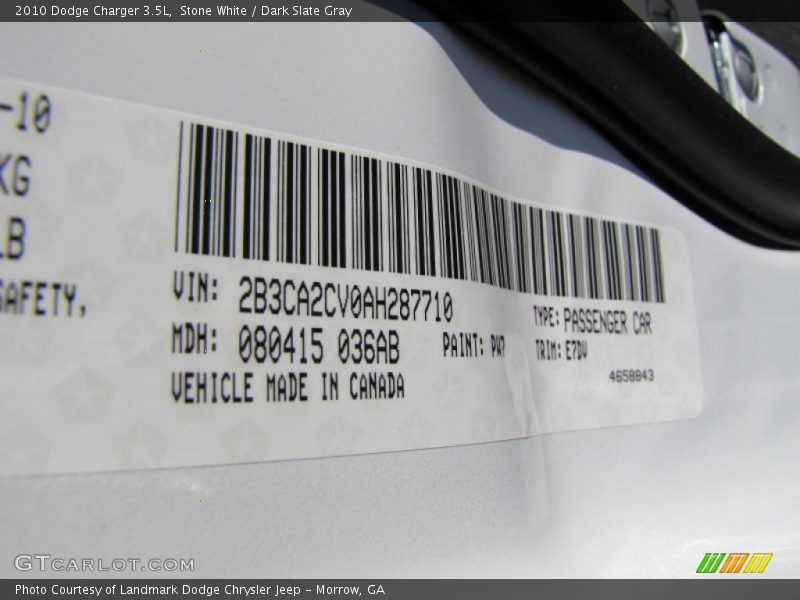 2010 Dodge Charger 3.5L, Stone White / Dark Slate Gray
-10
KG
LB
SAFETY,
VIN: 2B3CA2CV0AH287710
TYPE: PASSENGER CAR
MDH: 080415 036AB
PAINT: PW7
TRIM: E7DV
VEHICLE MADE IN CANADA
4658843
GTCARLOT.COM
Photo Courtesy of Landmark Dodge Chrysler Jeep - Morrow, GA